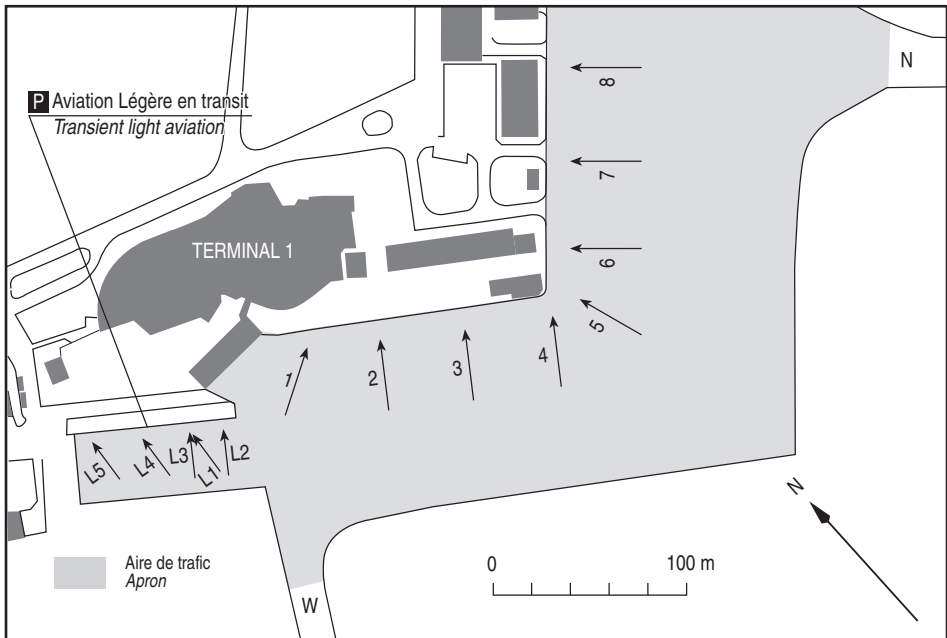 N
8
P Aviation Légère en transit
Transient light aviation
7
TERMINAL 1
6
5
4
3
2
1
L5
L4
L3
L1
L2
N
Aire de trafic
Apron
0 100 m
W